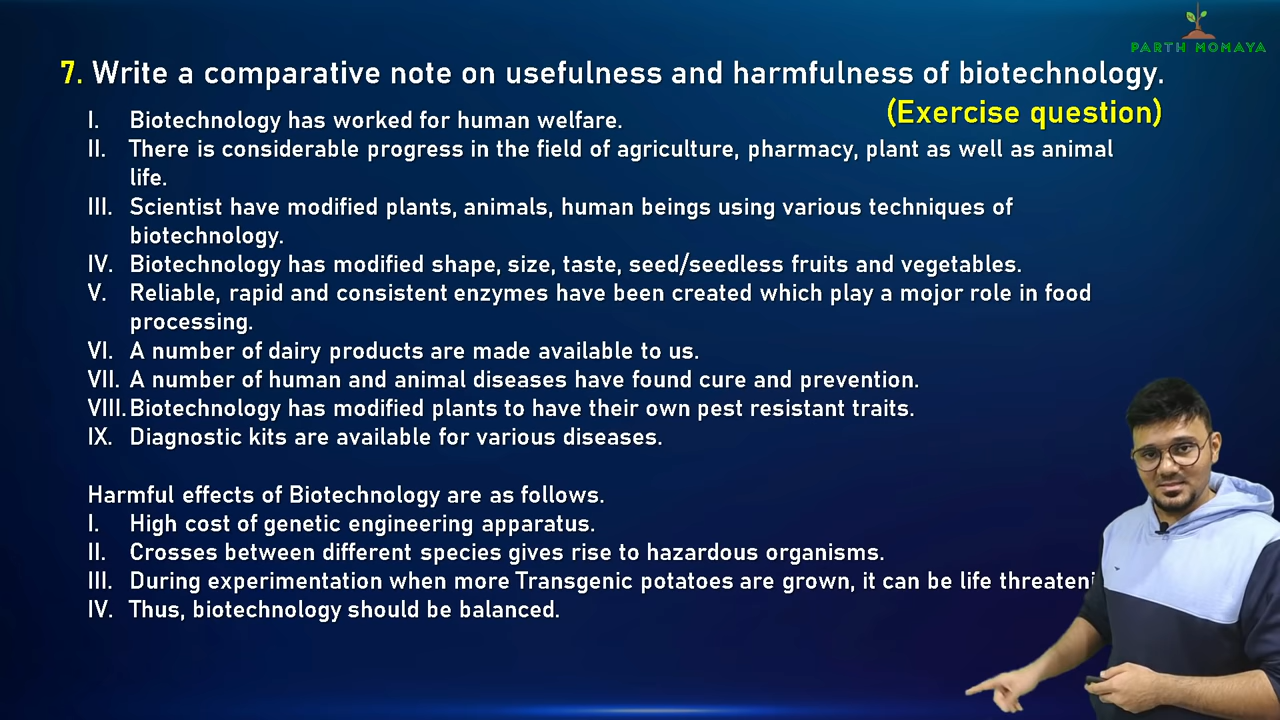 PARTH MOMAYA
7. Write a comparative note on usefulness and harmfulness of biotechnology.
(Exercise question)
I. Biotechnology has worked for human welfare.
II. There is considerable progress in the field of agriculture, pharmacy, plant as well as animal
life.
III. Scientist have modified plants, animals, human beings using various techniques of
biotechnology.
IV. Biotechnology has modified shape, size, taste, seed/seedless fruits and vegetables.
V. Reliable, rapid and consistent enzymes have been created which play a mojor role in food
processing.
VI. A number of dairy products are made available to us.
VII. A number of human and animal diseases have found cure and prevention.
VIII. Biotechnology has modified plants to have their own pest resistant traits.
IX. Diagnostic kits are available for various diseases.
Harmful effects of Biotechnology are as follows.
I. High cost of genetic engineering apparatus.
II. Crosses between different species gives rise to hazardous organisms.
III. During experimentation when more Transgenic potatoes are grown, it can be life
IV. Thus, biotechnology should be balanced.